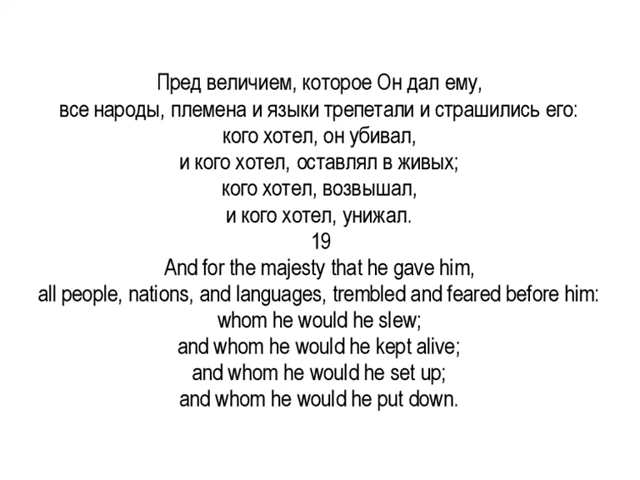 Пред величием, которое Он дал ему,
все народы, племена и языки трепетали и страшились его:
кого хотел, он убивал,
и кого хотел, оставлял в живых;
кого хотел, возвышал,
и кого хотел, унижал.
19
And for the majesty that he gave him,
all people, nations, and languages, trembled and feared before him:
whom he would he slew;
and whom he would he kept alive;
and whom he would he set up;
and whom he would he put down.